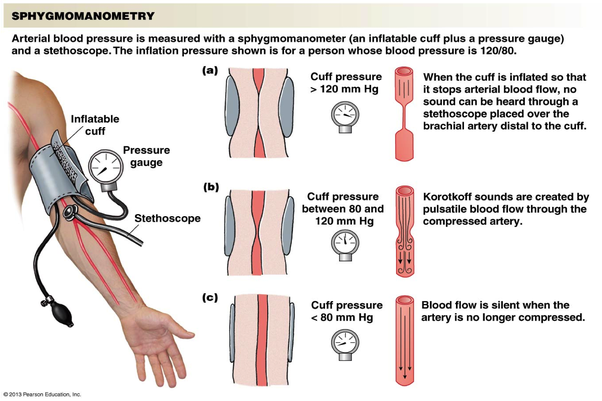 SPHYGMOMANOMETRY
Arterial blood pressure is measured with a sphygmomanometer (an inflatable cuff plus a pressure gauge)
and a stethoscope. The inflation pressure shown is for a person whose blood pressure is 120/80.
Inflatable
cuff
Pressure
gauge
Stethoscope
(a)
Cuff pressure
> 120 mm Hg
When the cuff is inflated so that
it stops arterial blood flow, no
sound can be heard through a
stethoscope placed over the
brachial artery distal to the cuff.
(b)
Cuff pressure
between 80 and
120 mm Hg
Korotkoff sounds are created by
pulsatile blood flow through the
compressed artery.
(c)
Cuff pressure
< 80 mm Hg
Blood flow is silent when the
artery is no longer compressed.
© 2013 Pearson Education, Inc.